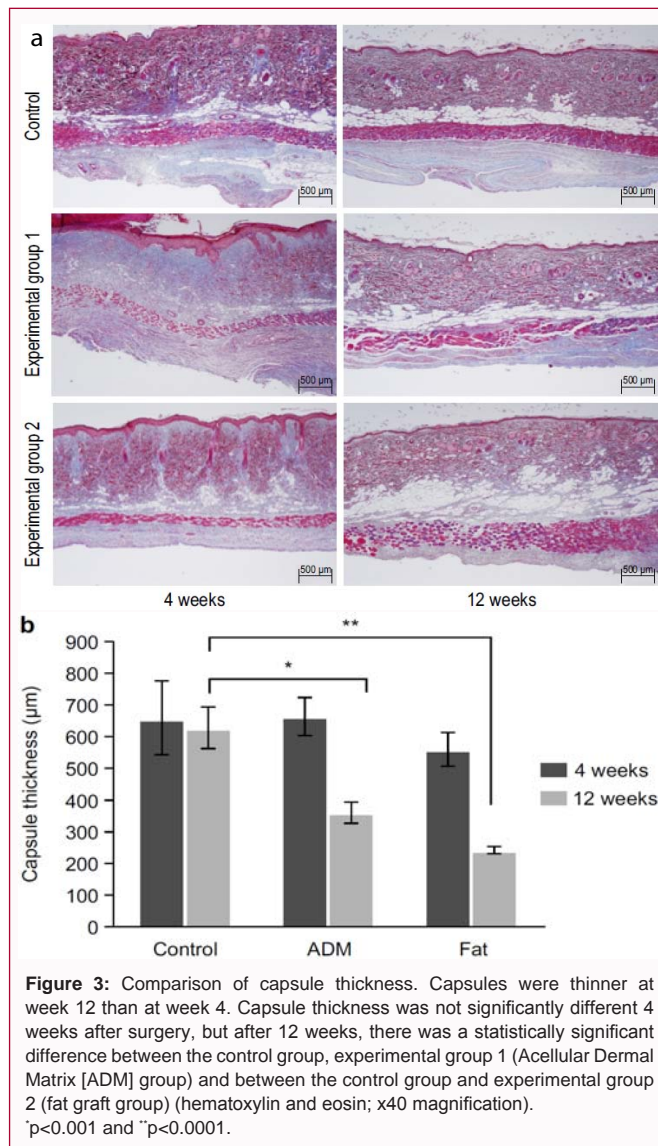 a
Control
500 µm
500 µm
Experimental group 1
500 µm
500 µm
Experimental group 2
500 µm
500 µm
4 weeks
12 weeks
b
Capsule thickness (µm)
900
800
700
600
500
400
300
200
100
0
*
**
4 weeks
12 weeks
Control
ADM
Fat
Figure 3: Comparison of capsule thickness. Capsules were thinner at
week 12 than at week 4. Capsule thickness was not significantly different 4
weeks after surgery, but after 12 weeks, there was a statistically significant
difference between the control group, experimental group 1 (Acellular Dermal
Matrix [ADM] group) and between the control group and experimental group
2 (fat graft group) (hematoxylin and eosin; x40 magnification).
*p<0.001 and **p<0.0001.